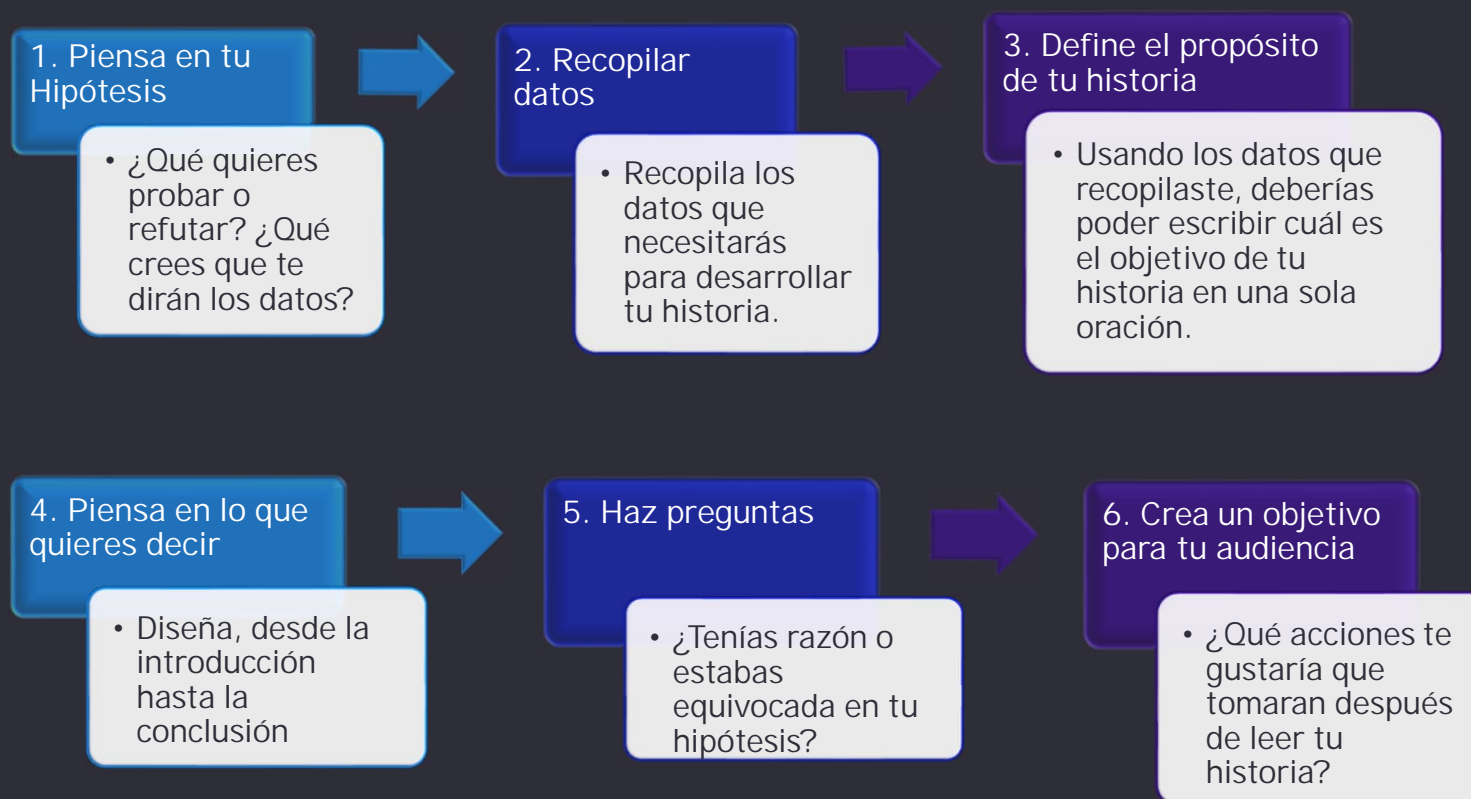 1. Piensa en tu
Hipótesis
• ¿Qué quieres
probar o
refutar? ¿Qué
crees que te
dirán los datos?
2. Recopilar
datos
• Recopila los
datos que
necesitarás
para desarrollar
tu historia.
3. Define el propósito
de tu historia
• Usando los datos que
recopilaste, deberías
poder escribir cuál es
el objetivo de tu
historia en una sola
oración.
4. Piensa en lo que
quieres decir
• Diseña, desde la
introducción
hasta la
conclusión
5. Haz preguntas
• ¿Tenías razón o
estabas
equivocada en tu
hipótesis?
6. Crea un objetivo
para tu audiencia
• ¿Qué acciones te
gustaría que
tomaran después
de leer tu
historia?